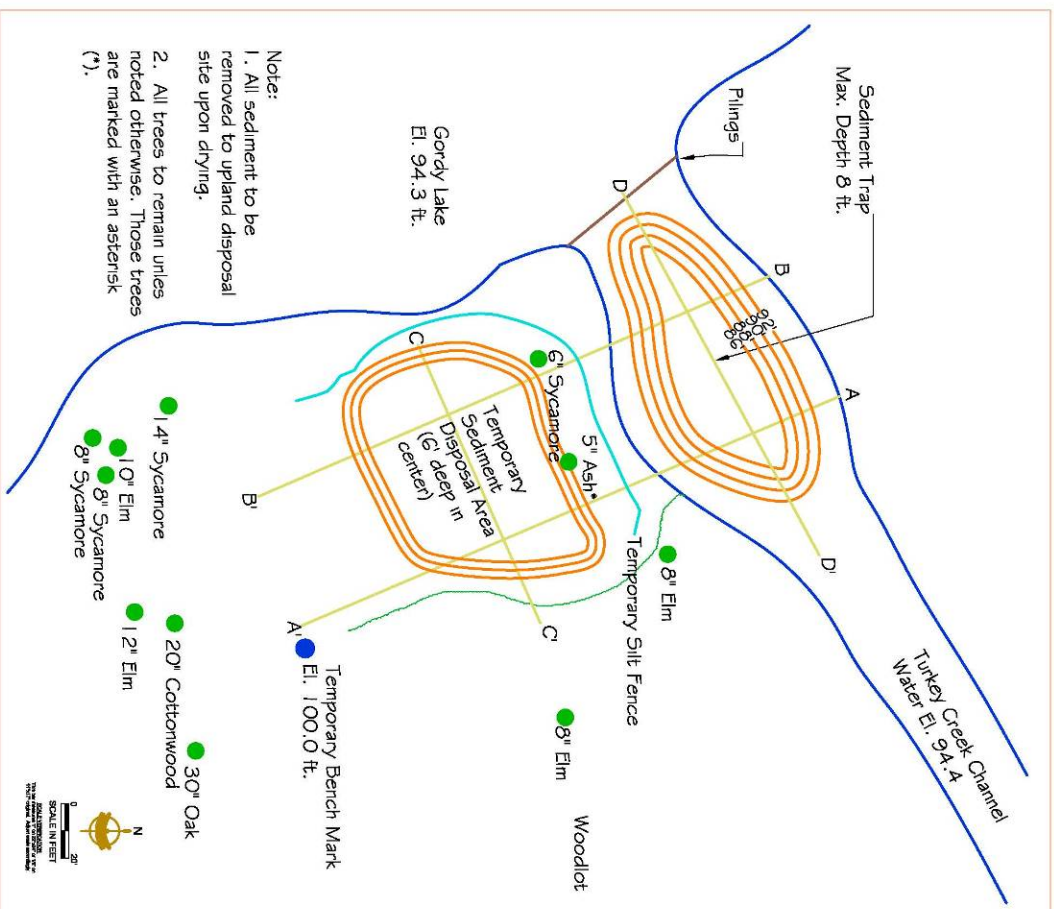 Sediment Trap
Max. Depth 8 ft.
Pilings
Gordy Lake
El. 94.3 ft.
Note:
1. All sediment to be
removed to upland disposal
site upon drying.
2. All trees to remain unles
noted otherwise. Those trees
are marked with an asterisk
(*).
D
B
A
92'
90'
88'
86'
D'
Turkey Creek Channel
Water El. 94.4
C
6" Sycamore
5" Ash*
Temporary
Sediment
Disposal Area
(6' deep in
center)
Temporary Silt Fence
8" Elm
B'
A'
C'
8" Elm
Woodlot
Temporary Bench Mark
El. 100.0 ft.
14" Sycamore
10" Elm
8" Sycamore
8" Sycamore
12" Elm
20" Cottonwood
30" Oak
N
0 20'
SCALE IN FEET